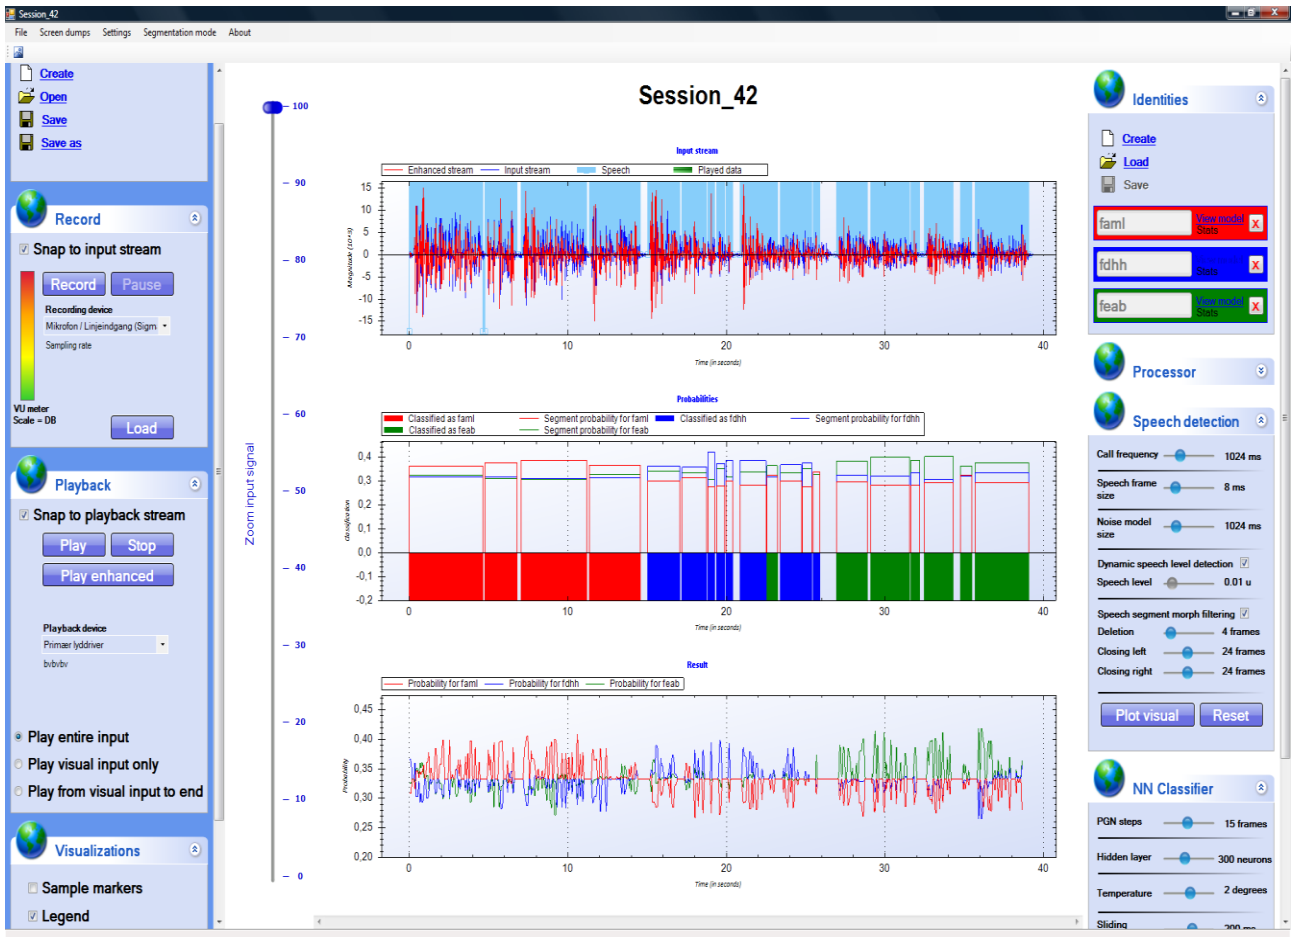 Session_42
File Screen dumps Settings Segmentation mode About
Create
Open
Save
Save as
Record
Snap to input stream
Record Pause
Recording device
Mikrofon / Linjeindgang (Sigm
Sampling rate
VU meter
Scale = DB
Load
Playback
Snap to playback stream
Play Stop
Play enhanced
Playback device
Primær lyddriver
bvbvbv
Play entire input
Play visual input only
Play from visual input to end
Visualizations
Sample markers
Legend
Zoom input signal
100
90
80
70
60
50
40
30
20
10
0
Session_42
Input stream
Enhanced stream Input stream Speech Played data
Magnitude (10^3)
15
10
5
0
-5
-10
-15
0 10 20 30 40
Time (in seconds)
Probabilities
Classified as faml Segment probability for faml Classified as fdhh Segment probability for fdhh
Classified as feab Segment probability for feab
classification
0,4
0,3
0,2
0,1
0,0
-0,1
-0,2
0 10 20 30 40
Time (in seconds)
Result
Probability for faml Probability for fdhh Probability for feab
Probability
0,45
0,40
0,35
0,30
0,25
0,20
0 10 20 30 40
Time (in seconds)
Identities
Create
Load
Save
faml View model Stats X
fdhh Stats X
feab View model Stats X
Processor
Speech detection
Call frequency 1024 ms
Speech frame size 8 ms
Noise model size 1024 ms
Dynamic speech level detection
Speech level 0.01 u
Speech segment morph filtering
Deletion 4 frames
Closing left 24 frames
Closing right 24 frames
Plot visual Reset
NN Classifier
PGN steps 15 frames
Hidden layer 300 neurons
Temperature 2 degrees
Sliding 200 ms